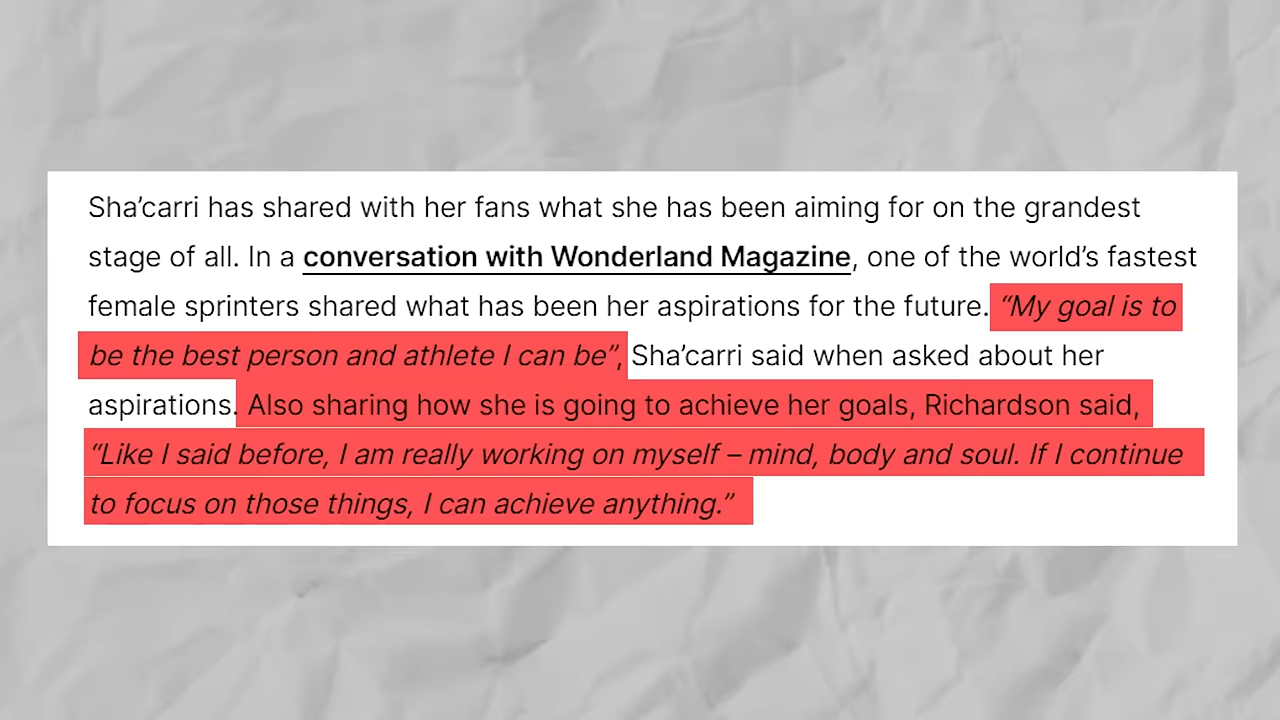 Sha’carri has shared with her fans what she has been aiming for on the grandest
stage of all. In a conversation with Wonderland Magazine, one of the world’s fastest
female sprinters shared what has been her aspirations for the future. “My goal is to
be the best person and athlete I can be”, Sha’carri said when asked about her
aspirations. Also sharing how she is going to achieve her goals, Richardson said,
“Like I said before, I am really working on myself – mind, body and soul. If I continue
to focus on those things, I can achieve anything.”